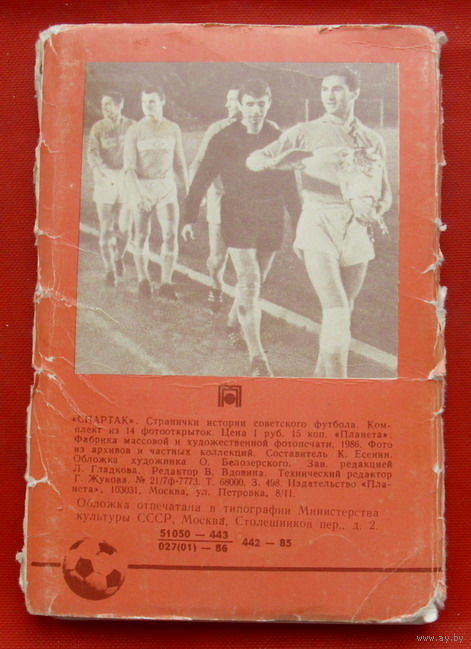 «СПАРТАК». Странички истории советского футбола. Ком-
плект из 14 фотооткрыток. Цена 1 руб. 15 коп. «Планета».
Фабрика массовой и художественной фотопечати, 1986. Фото
из архивов и частных коллекций. Составитель К. Есенин.
Обложка художника О. Белозерского. Зав. редакцией
Л. Гладкова. Редактор В. Вдовина. Технический редактор
Г. Жукова. № 21/7ф-7773. Т. 68000. З. 498. Издательство «Пла-
нета», 103031, Москва, ул. Петровка, 8/11.
Обложка отпечатана в типографии Министерства
культуры СССР, Москва, Столешников пер., д. 2.
51050 — 443
027(01) — 86
442 — 85
www.ay.by